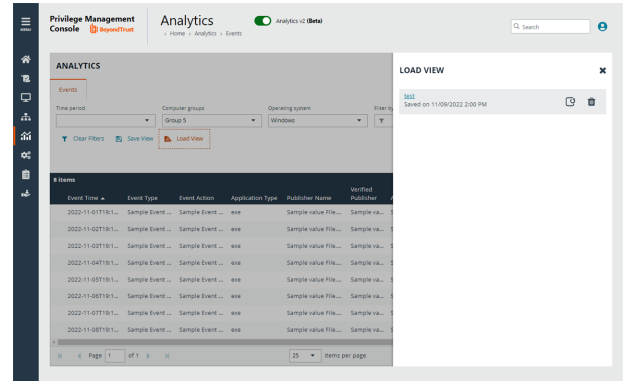 Privilege Management
Console BeyondTrust
MENU
Analytics
Analytics v2 (Beta)
› Home › Analytics › Events
Search
ANALYTICS
Events
Time period
Computer groups
Operating system
Filter by
Group 5
Windows
Clear Filters
Save View
Load View
8 items
Event Time
Event Type
Event Action
Application Type
Publisher Name
Verified
Publisher
2022-11-01T19:1... Sample Event ... Sample Event ... exe Sample value File.... Sample va... S
2022-11-02T19:1... Sample Event ... Sample Event ... exe Sample value File.... Sample va... S
2022-11-03T19:1... Sample Event ... Sample Event ... exe Sample value File.... Sample va... S
2022-11-04T19:1... Sample Event ... Sample Event ... exe Sample value File.... Sample va... S
2022-11-05T19:1... Sample Event ... Sample Event ... exe Sample value File.... Sample va... S
2022-11-06T19:1... Sample Event ... Sample Event ... exe Sample value File.... Sample va... S
2022-11-07T19:1... Sample Event ... Sample Event ... exe Sample value File.... Sample va... S
2022-11-08T19:1... Sample Event ... Sample Event ... exe Sample value File.... Sample va... S
Page 1 of 1
25 items per page
LOAD VIEW
test
Saved on 11/09/2022 2:00 PM